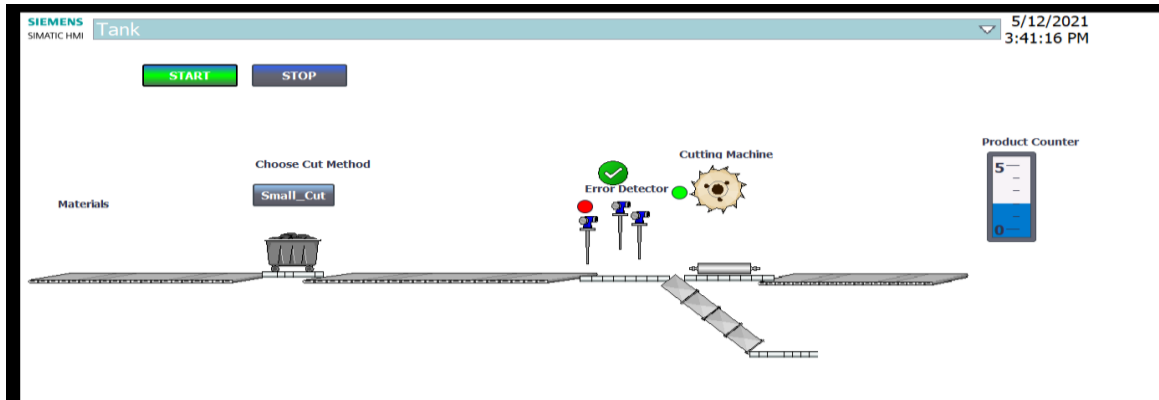 SIEMENS
SIMATIC HMI
Tank
5/12/2021
3:41:16 PM
START
STOP
Product Counter
Cutting Machine
Choose Cut Method
Error Detector
Small_Cut
Materials
5
0